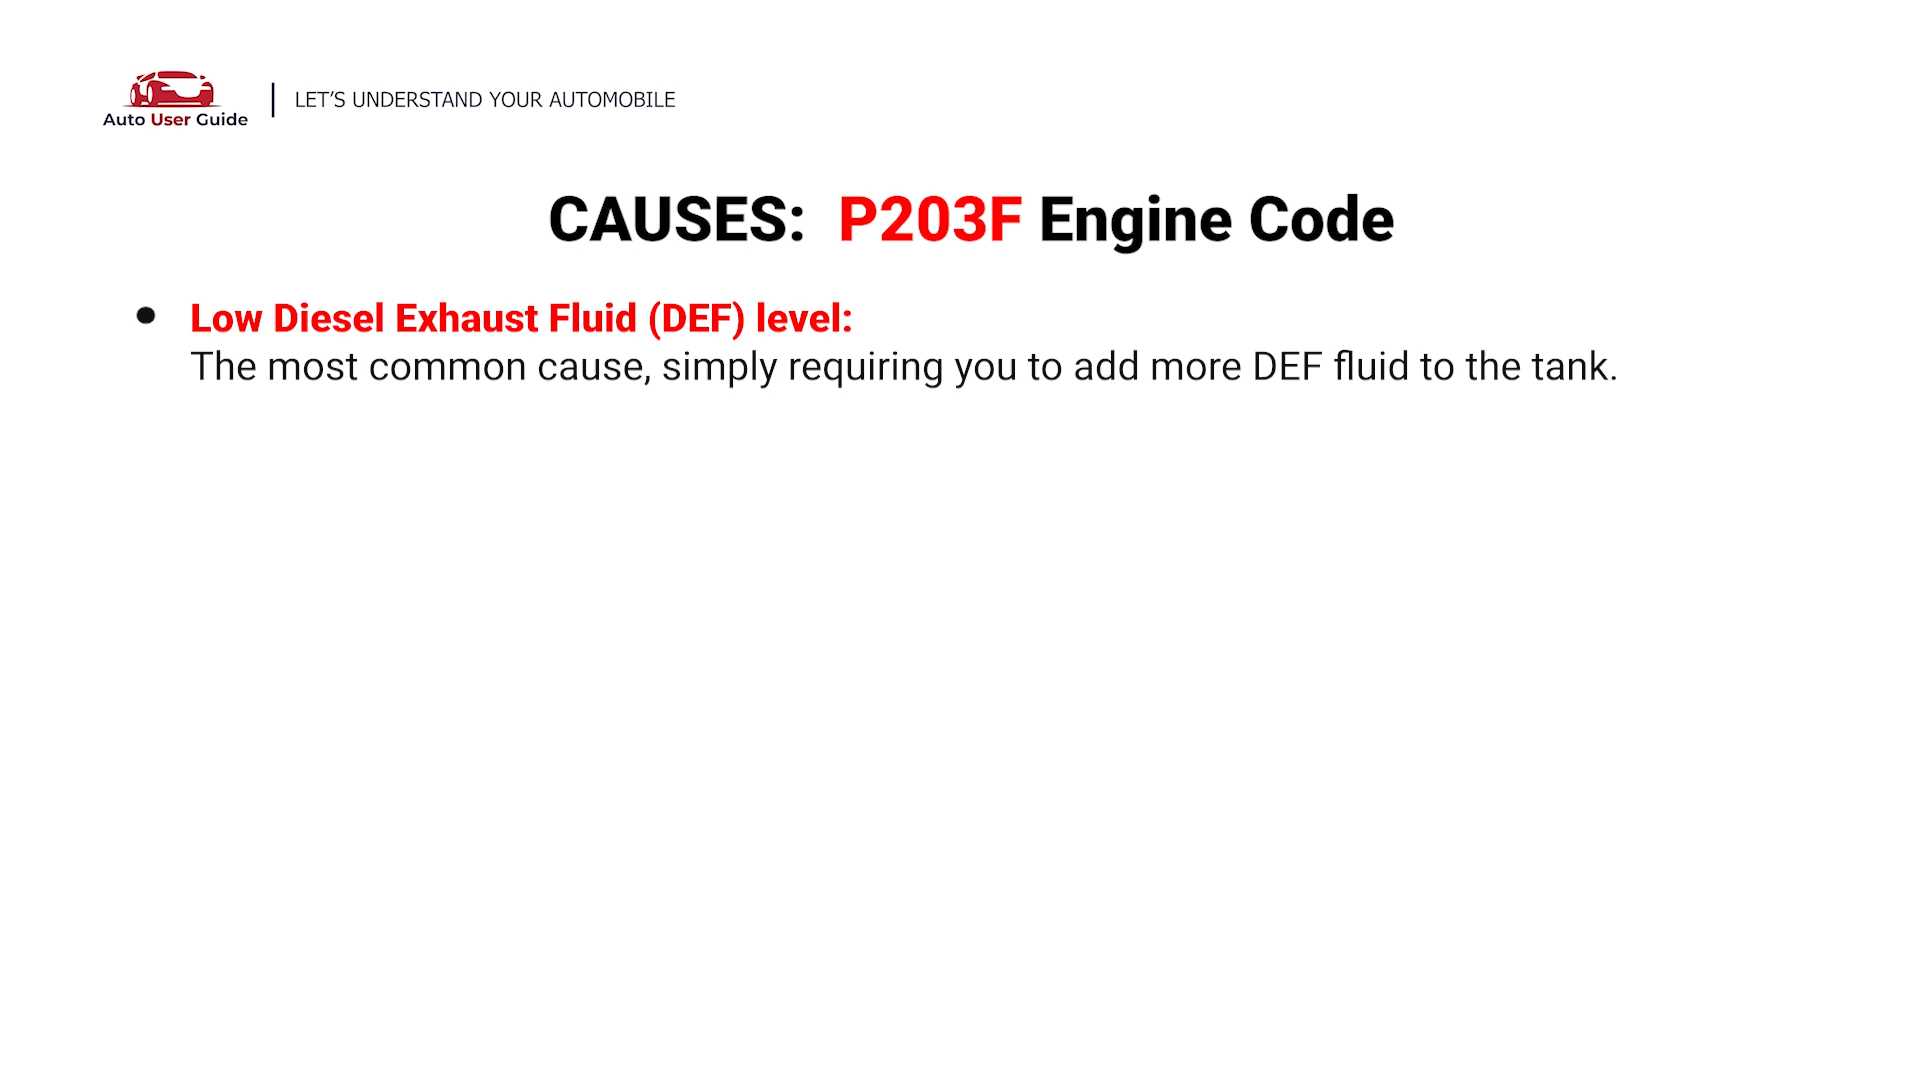 Auto User Guide
LET’S UNDERSTAND YOUR AUTOMOBILE
CAUSES: P203F Engine Code
Low Diesel Exhaust Fluid (DEF) level:
The most common cause, simply requiring you to add more DEF fluid to the tank.